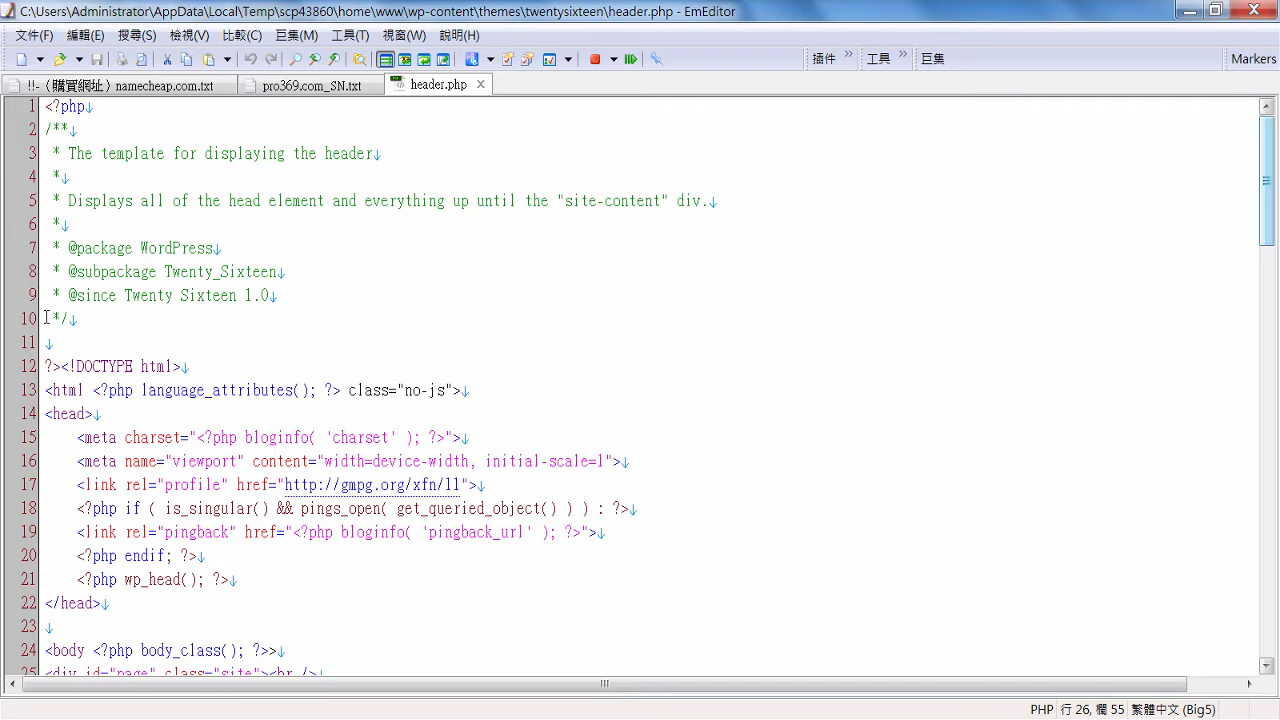 C:\Users\Administrator\AppData\Local\Temp\scp43860\home\www\wp-content\themes\twentysixteen\header.php - EmEditor
文件(F) 編輯(E) 搜尋(S) 檢視(V) 比較(C) 巨集(M) 工具(T) 視窗(W) 說明(H)
插件 » 工具 » 巨集 Markers
!!-〈購買網址〉namecheap.com.txt pro369.com_SN.txt header.php
1 <?php↓
2 /**↓
3 * The template for displaying the header↓
4 *↓
5 * Displays all of the head element and everything up until the "site-content" div.↓
6 *↓
7 * @package WordPress↓
8 * @subpackage Twenty_Sixteen↓
9 * @since Twenty Sixteen 1.0↓
10 */↓
11 ↓
12 ?><!DOCTYPE html>↓
13 <html <?php language_attributes(); ?> class="no-js">↓
14 <head>↓
15 <meta charset="<?php bloginfo( 'charset' ); ?>">↓
16 <meta name="viewport" content="width=device-width, initial-scale=1">↓
17 <link rel="profile" href="http://gmpg.org/xfn/11">↓
18 <?php if ( is_singular() && pings_open( get_queried_object() ) ) : ?>↓
19 <link rel="pingback" href="<?php bloginfo( 'pingback_url' ); ?>">↓
20 <?php endif; ?>↓
21 <?php wp_head(); ?>↓
22 </head>↓
23 ↓
24 <body <?php body_class(); ?>>↓
25 <div id="page" class="site"><br />↓
PHP 行 26, 欄 55 繁體中文 (Big5)